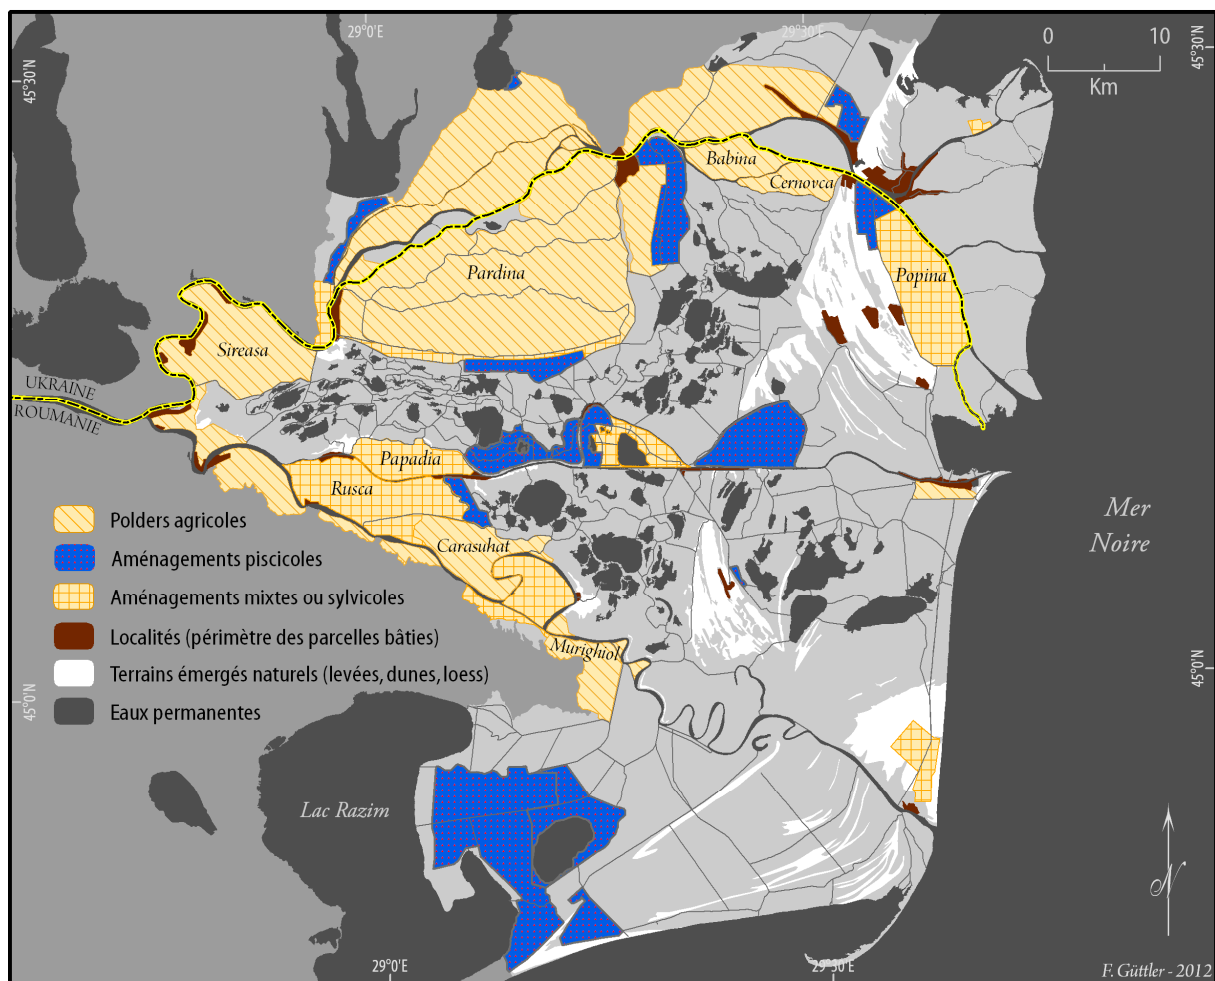 29°0'E
29°30'E
0 10
Km
45°30'N
45°30'N
Babina
Cernovca
Pardina
Popina
Sireasa
UKRAINE
ROUMANIE
Papadia
Rusca
Carasuhat
Murighiol
Mer
Noire
Polders agricoles
Aménagements piscicoles
Aménagements mixtes ou sylvicoles
Localités (périmètre des parcelles bâties)
Terrains émergés naturels (levées, dunes, loess)
Eaux permanentes
45°0'N
45°0'N
Lac Razim
N
29°0'E
29°30'E
F. Güttler - 2012